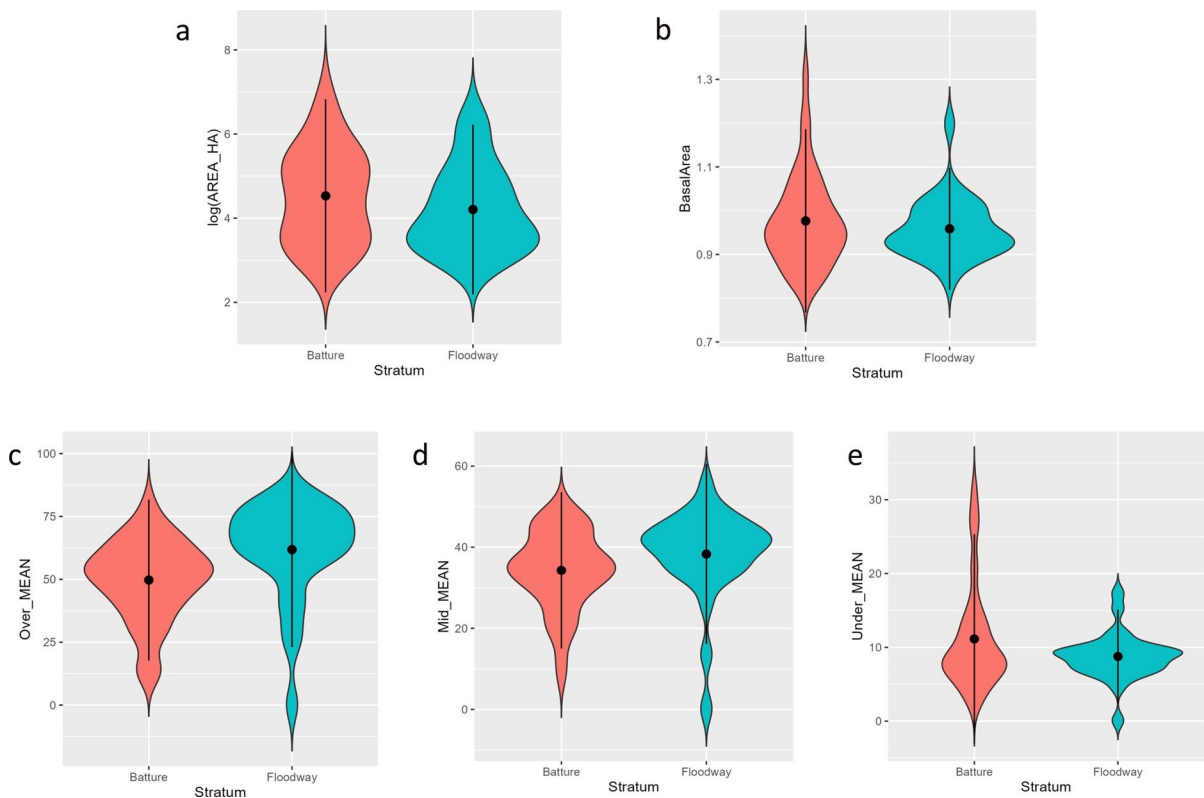 a
log(AREA_HA)
8
6
4
2
Batture
Floodway
Stratum
b
BasalArea
1.3
1.1
0.9
0.7
Batture
Floodway
Stratum
c
Over_MEAN
100
75
50
25
0
Batture
Floodway
Stratum
d
Mid_MEAN
60
40
20
0
Batture
Floodway
Stratum
e
Under_MEAN
30
20
10
0
Batture
Floodway
Stratum